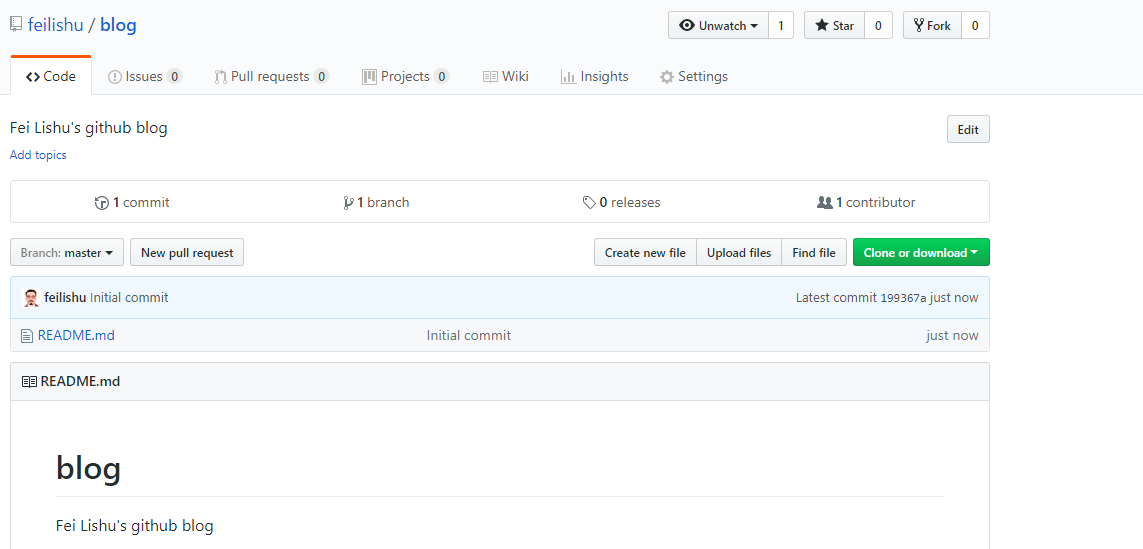 feilishu / blog Unwatch 1 Star 0 Fork 0
Code Issues 0 Pull requests 0 Projects 0 Wiki Insights Settings
Fei Lishu's github blog Edit
Add topics
1 commit 1 branch 0 releases 1 contributor
Branch: master New pull request Create new file Upload files Find file Clone or download
feilishu Initial commit Latest commit 199367a just now
README.md Initial commit just now
README.md
blog
Fei Lishu's github blog